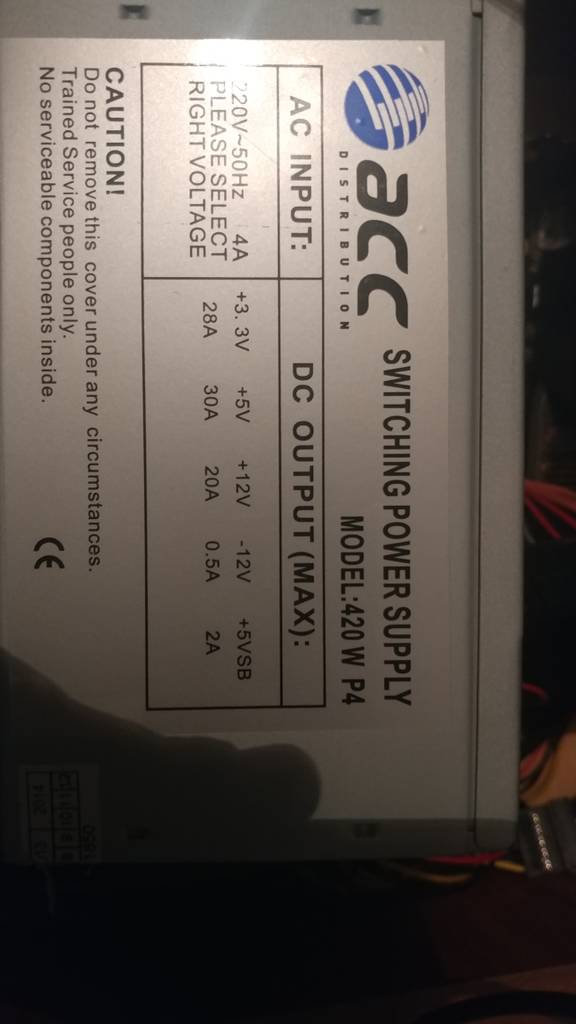 acc
DISTRIBUTION
SWITCHING POWER SUPPLY
MODEL:420W P4
AC INPUT:
220V~50Hz 4A
PLEASE SELECT
RIGHT VOLTAGE
DC OUTPUT (MAX):
+3.3V +5V +12V -12V +5VSB
28A 30A 20A 0.5A 2A
CAUTION!
Do not remove this cover under any circumstances.
Trained Service people only.
No serviceable components inside.
CE